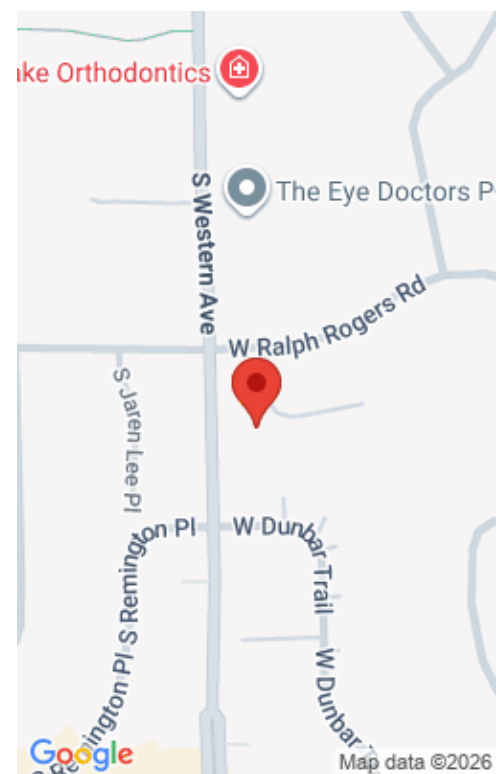 ake Orthodontics
The Eye Doctors P
S Western Ave
W Ralph Rogers Rd
S Jaren Lee Pl
W Dunbar Trail
S Remington Pl
W Dunbar
Remington Pl
Google
Map data ©2026